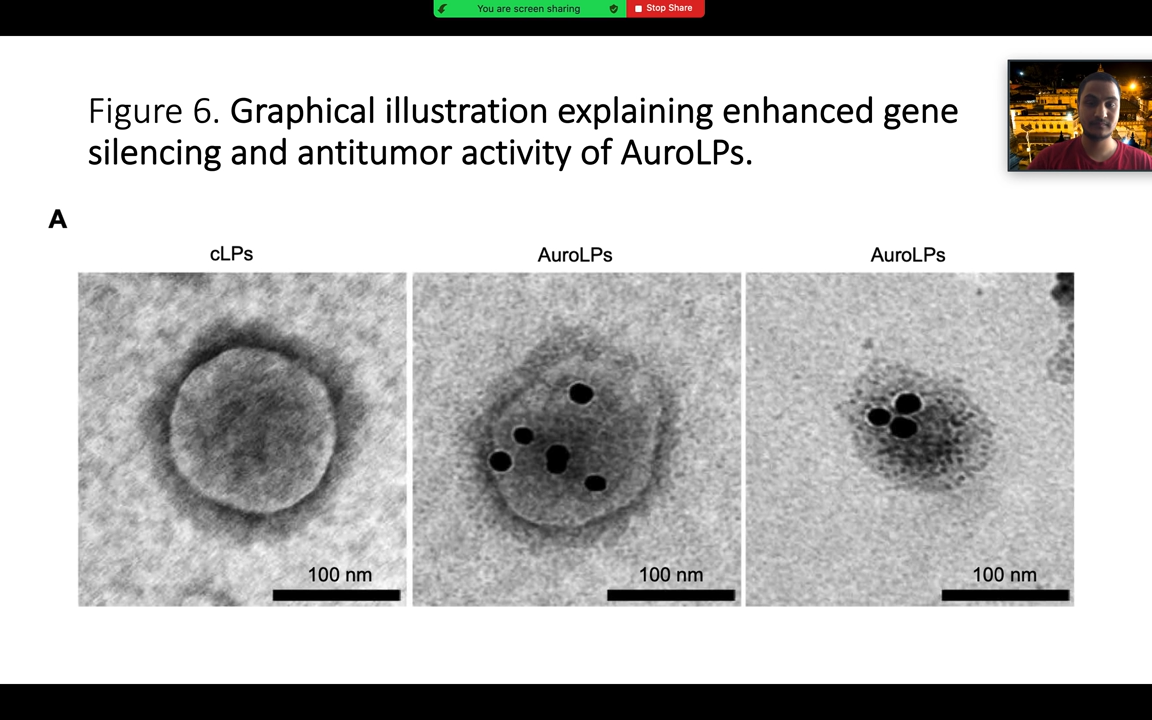 You are screen sharing
Stop Share
Figure 6. Graphical illustration explaining enhanced gene
silencing and antitumor activity of AuroLPs.
A
cLPs
AuroLPs
AuroLPs
100 nm
100 nm
100 nm